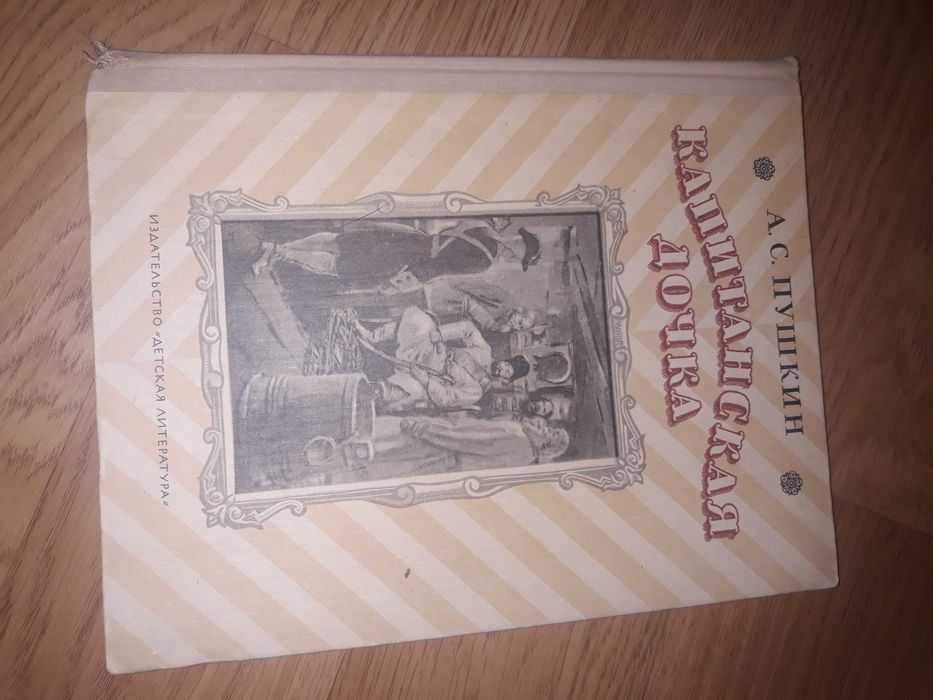 А. С. ПУШКИН
КАПИТАНСКАЯ
ДОЧКА
ИЗДАТЕЛЬСТВО „ДЕТСКАЯ ЛИТЕРАТУРА“